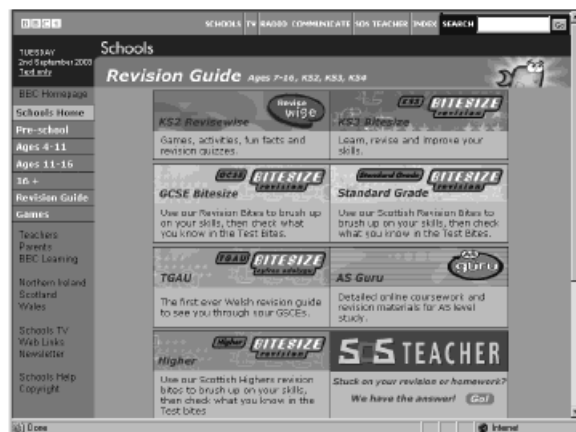 BBC
SCHOOLS TV RADIO COMMUNICATE SOS TEACHER INDEX SEARCH Go
TUESDAY
2nd September 2003
Text only
Schools
Revision Guide Ages 7-16, KS2, KS3, KS4
BBC Homepage
Schools Home
Pre-school
Ages 4-11
Ages 11-16
16 +
Revision Guide
Games
Teachers
Parents
BBC Learning
Northern Ireland
Scotland
Wales
Schools TV
Web Links
Newsletter
Schools Help
Copyright
Revise wise
KS2 Revisewise
Games, activities, fun facts and
revision quizzes.
KS3 BITESIZE
revision
KS3 Bitesize
Learn, revise and improve your
skills.
GCSE BITESIZE
revision
GCSE Bitesize
Use our Revision Bites to brush up
on your skills, then check what
you know in the Test Bites.
Standard Grade BITESIZE
revision
Standard Grade
Use our Scottish Revision Bites to
brush up on your skills, then check
what you know in the Test Bites.
TGAU BITESIZE
TGAU
The first ever Welsh revision guide
to see you through your GSCEs.
AS guru
AS Guru
Detailed online coursework and
revision materials for AS level
study.
Higher BITESIZE
revision
Higher
Use our Scottish Highers revision
bites to brush up on your skills,
then check what you know in the
Test bites
SOS TEACHER
Stuck on your revision or homework?
We have the answer! Go!
Done
Internet